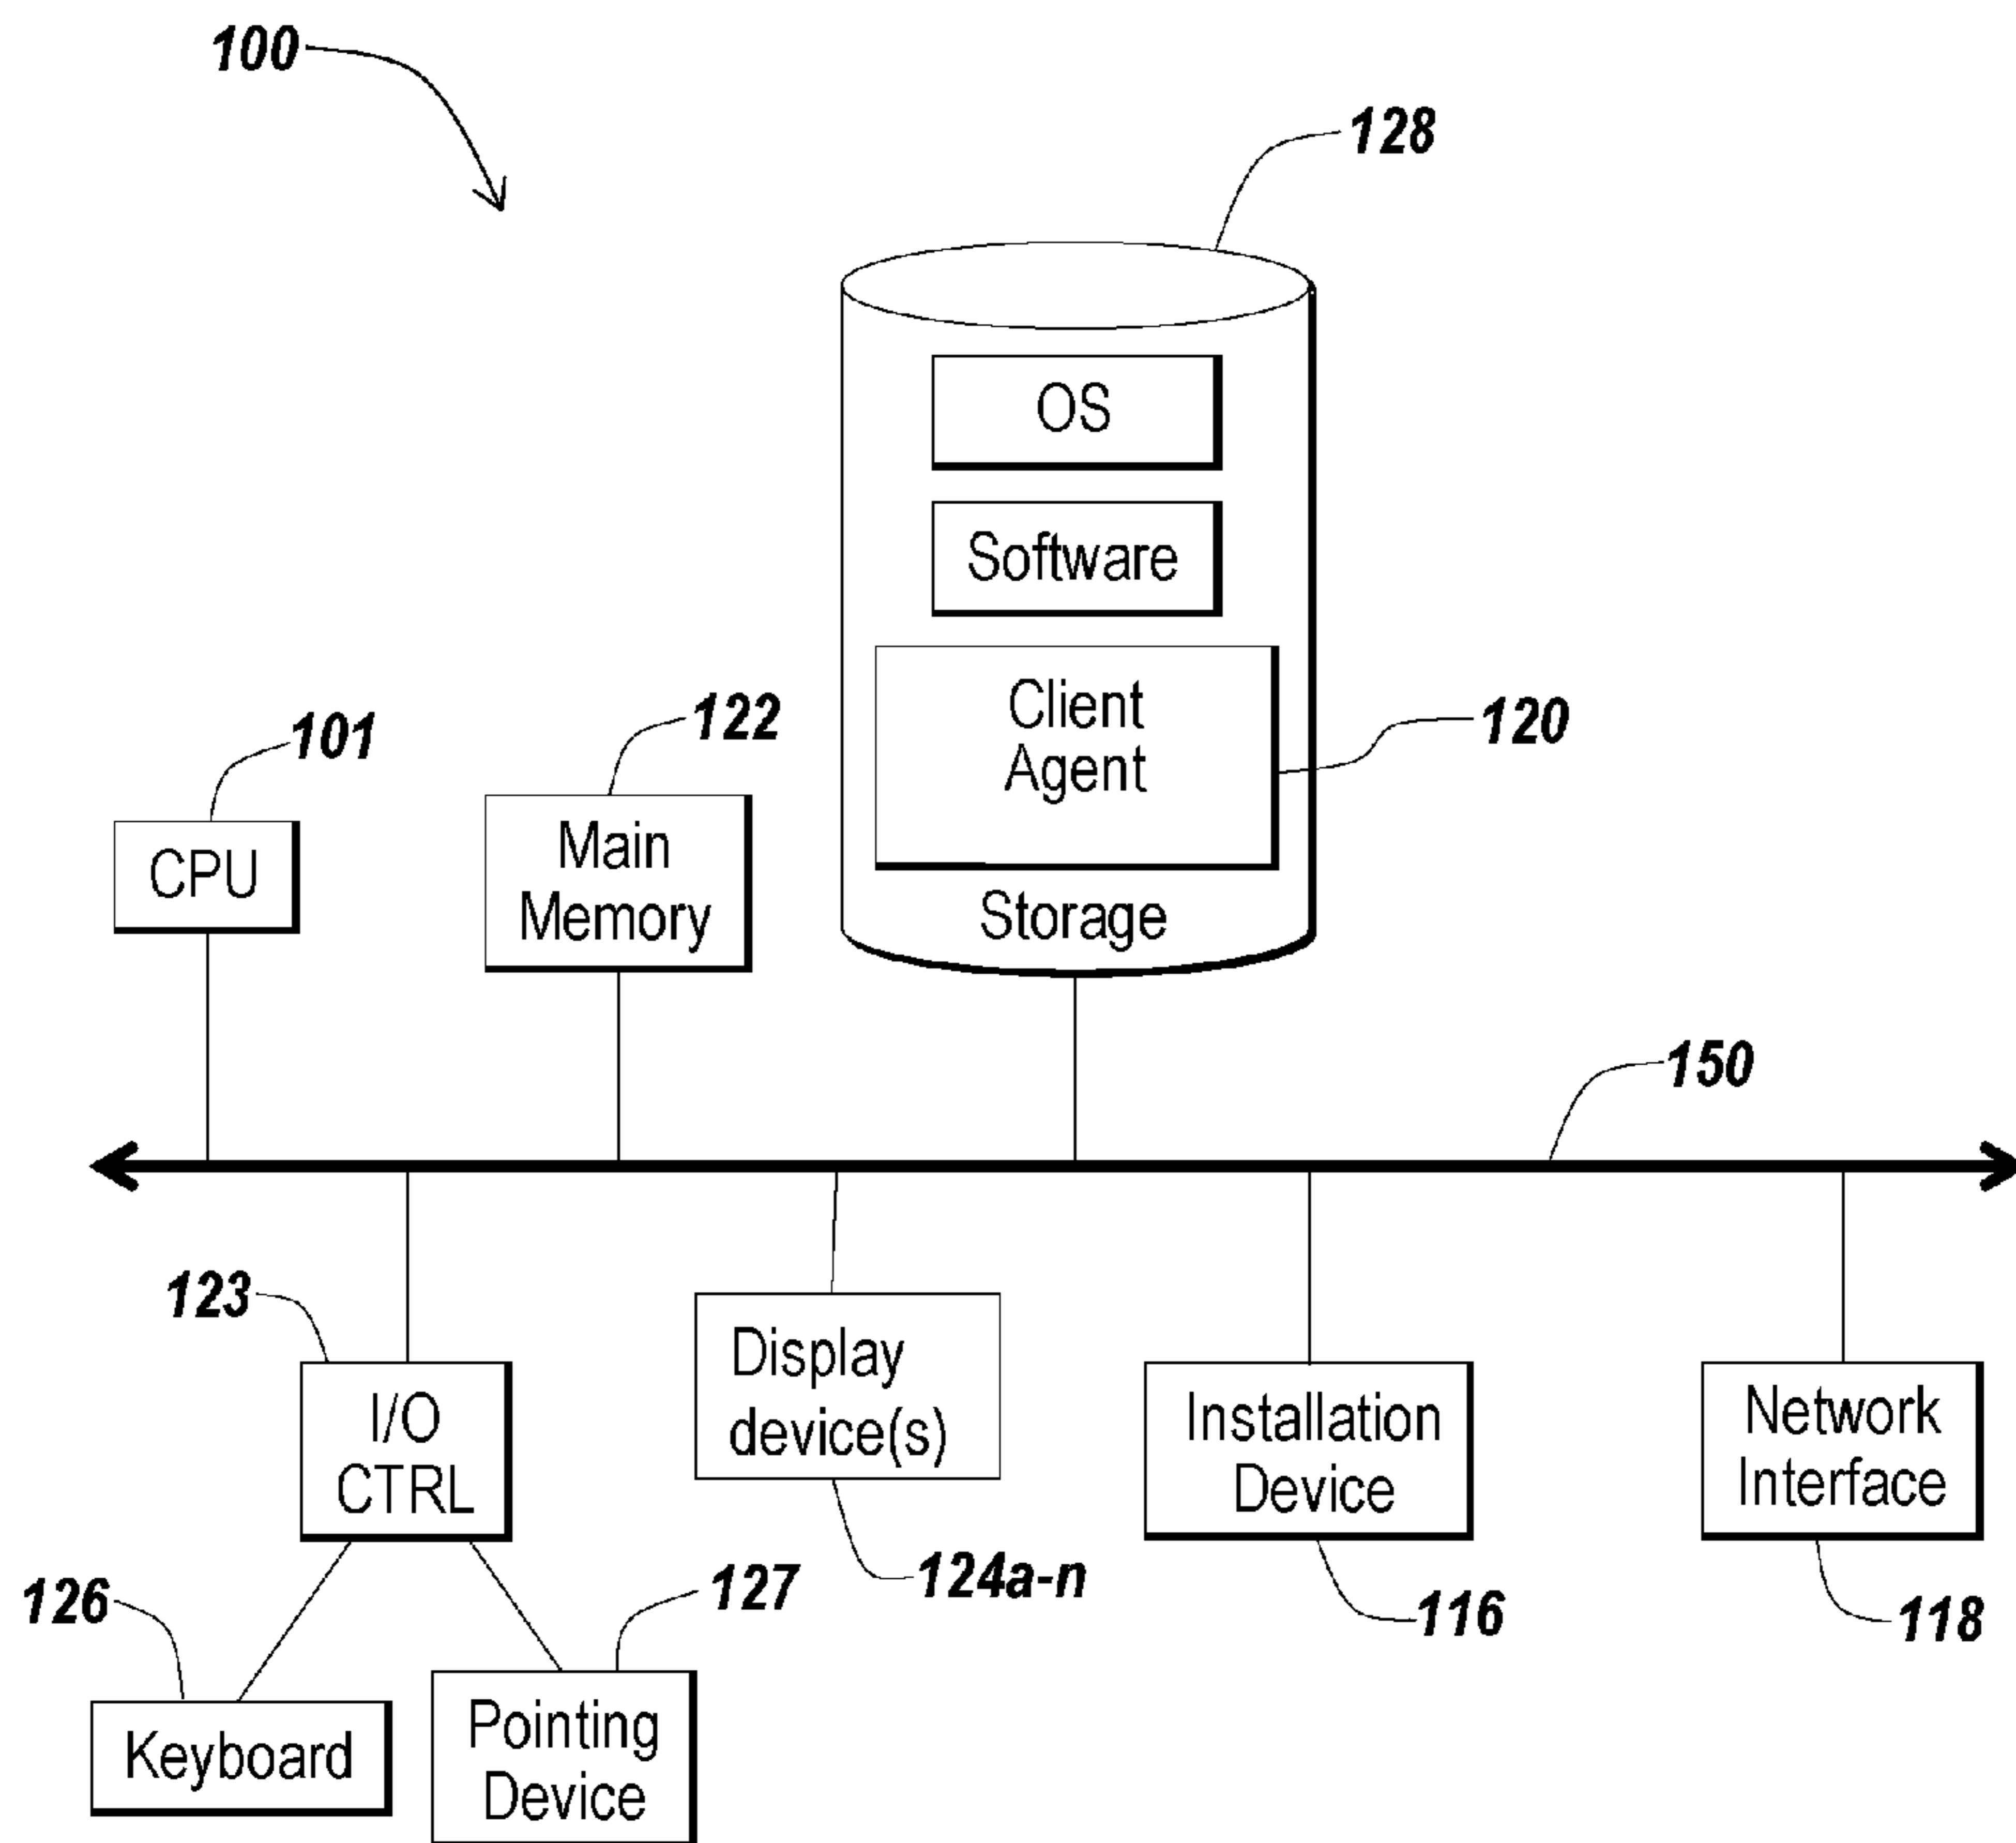 100
128
OS
Software
Client
Agent
120
Storage
101
CPU
122
Main
Memory
150
123
I/O
CTRL
Display
device(s)
124a-n
Installation
Device
116
Network
Interface
118
126
Keyboard
127
Pointing
Device